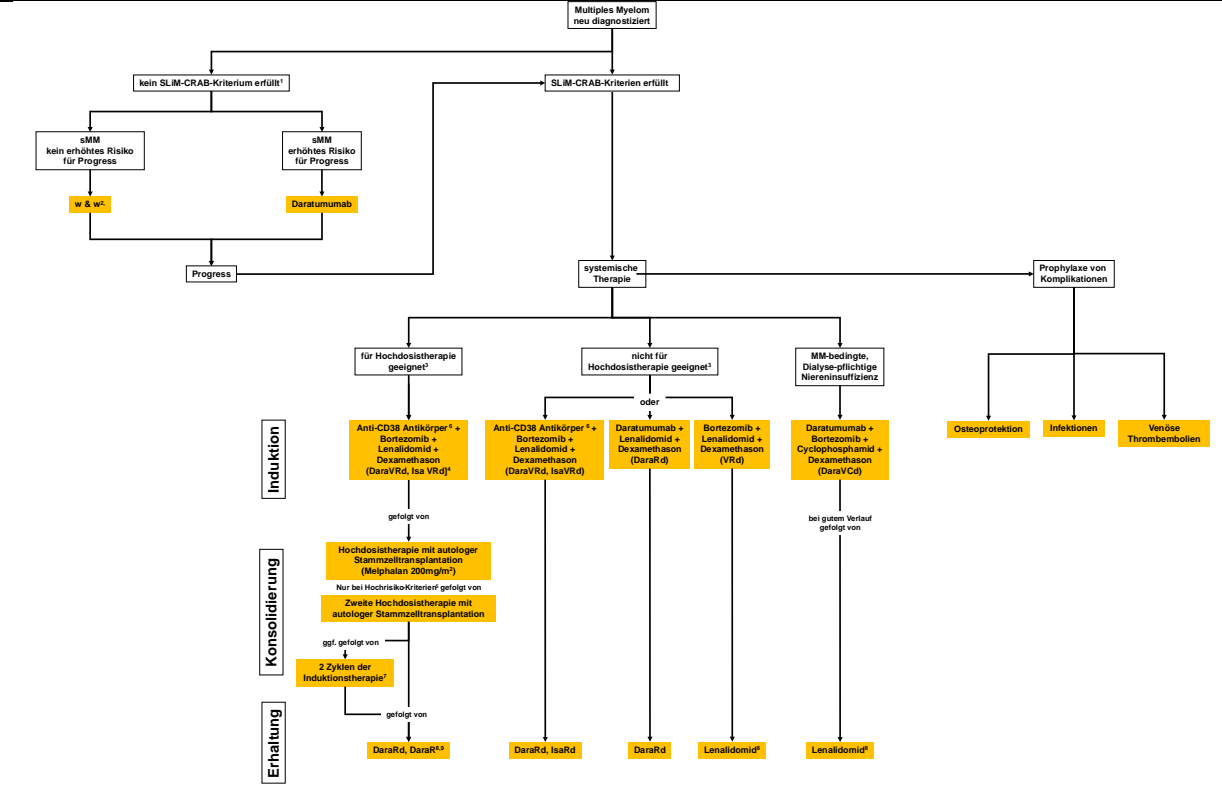 Multiples Myelom
neu diagnostiziert
kein SLiM-CRAB-Kriterium erfüllt¹
SLiM-CRAB-Kriterien erfüllt
sMM
kein erhöhtes Risiko
für Progress
sMM
erhöhtes Risiko
für Progress
w & w²·
Daratumumab
Progress
systemische
Therapie
Prophylaxe von
Komplikationen
für Hochdosistherapie
geeignet³
nicht für
Hochdosistherapie geeignet³
MM-bedingte,
Dialyse-pflichtige
Niereninsuffizienz
oder
Induktion
Anti-CD38 Antikörper ⁶ +
Bortezomib +
Lenalidomid +
Dexamethason
(DaraVRd, Isa VRd]⁴
Anti-CD38 Antikörper ⁶ +
Bortezomib +
Lenalidomid +
Dexamethason
(DaraVRd, IsaVRd)
Daratumumab +
Lenalidomid +
Dexamethason
(DaraRd)
Bortezomib +
Lenalidomid +
Dexamethason
(VRd)
Daratumumab +
Bortezomib +
Cyclophosphamid +
Dexamethason
(DaraVCd)
Osteoprotektion
Infektionen
Venöse
Thrombembolien
gefolgt von
bei gutem Verlauf
gefolgt von
Konsolidierung
Hochdosistherapie mit autologer
Stammzelltransplantation
(Melphalan 200mg/m²)
Nur bei Hochrisiko-Kriterien⁵ gefolgt von
Zweite Hochdosistherapie mit
autologer Stammzelltransplantation
ggf. gefolgt von
2 Zyklen der
Induktionstherapie⁷
Erhaltung
gefolgt von
DaraRd, DaraR⁸,⁹
DaraRd, IsaRd
DaraRd
Lenalidomid⁸
Lenalidomid⁸